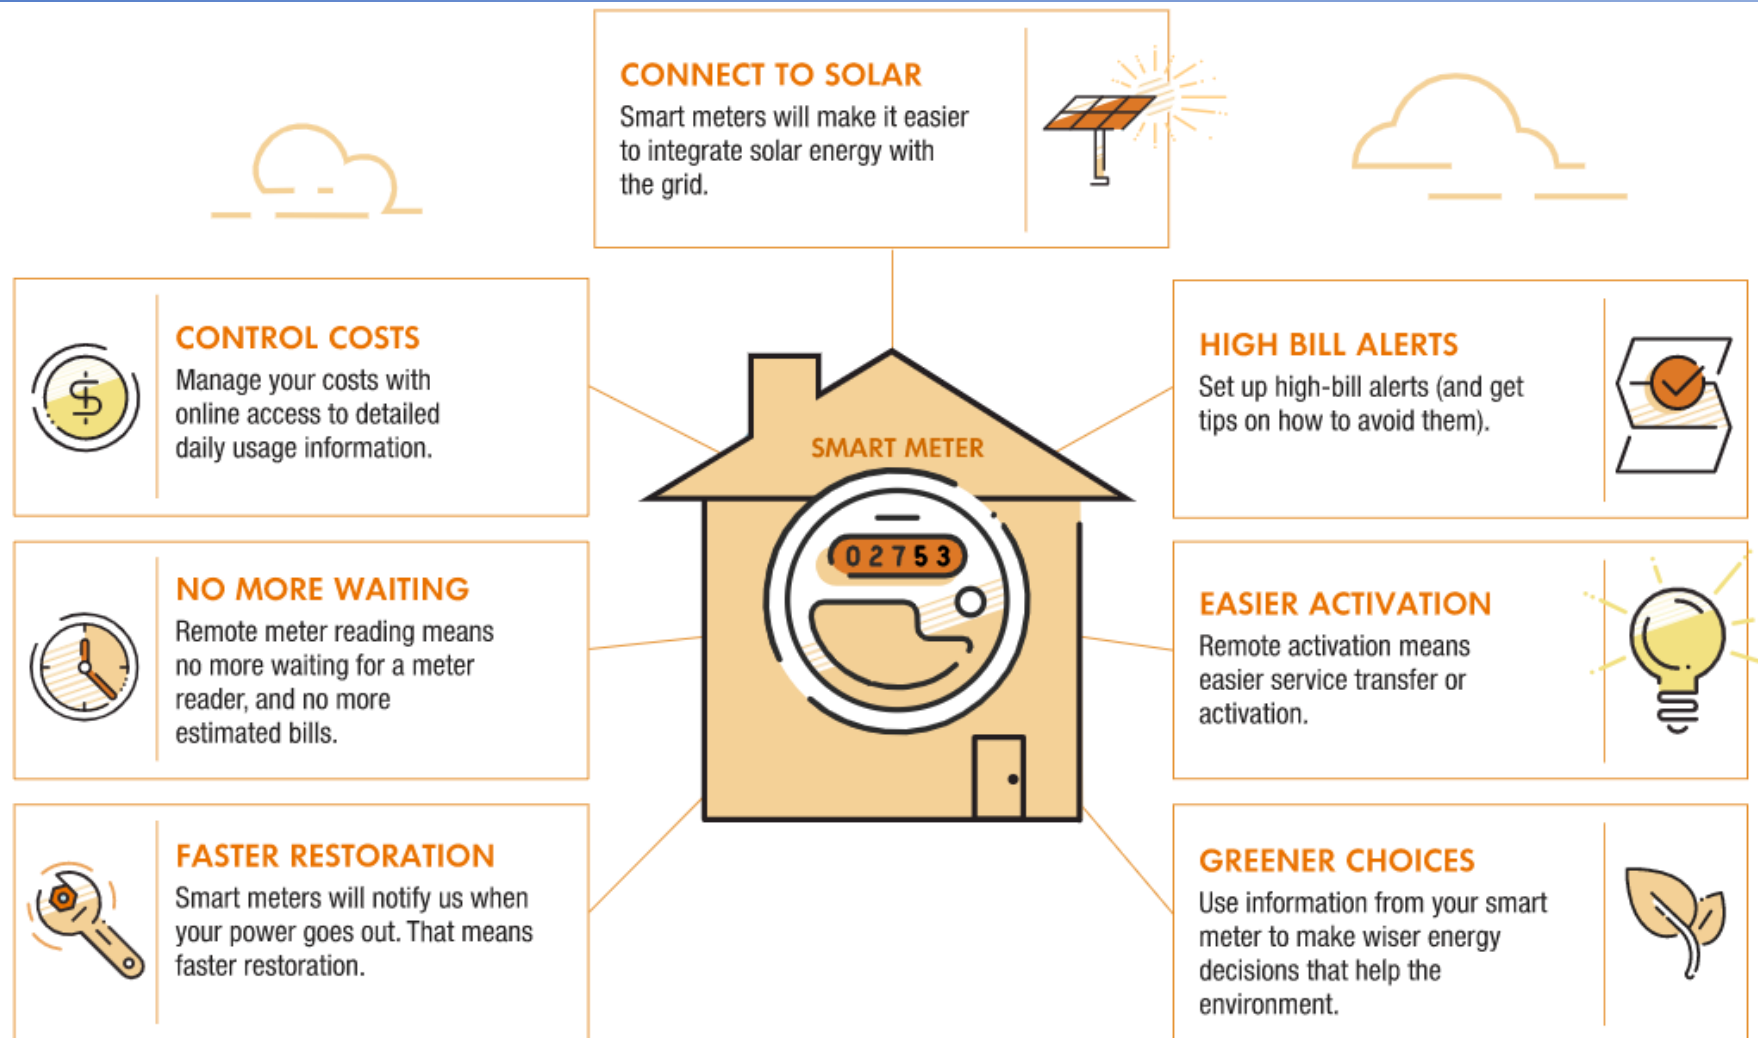 CONNECT TO SOLAR
Smart meters will make it easier
to integrate solar energy with
the grid.
CONTROL COSTS
Manage your costs with
online access to detailed
daily usage information.
HIGH BILL ALERTS
Set up high-bill alerts (and get
tips on how to avoid them).
SMART METER
02753
NO MORE WAITING
Remote meter reading means
no more waiting for a meter
reader, and no more
estimated bills.
EASIER ACTIVATION
Remote activation means
easier service transfer or
activation.
FASTER RESTORATION
Smart meters will notify us when
your power goes out. That means
faster restoration.
GREENER CHOICES
Use information from your smart
meter to make wiser energy
decisions that help the
environment.